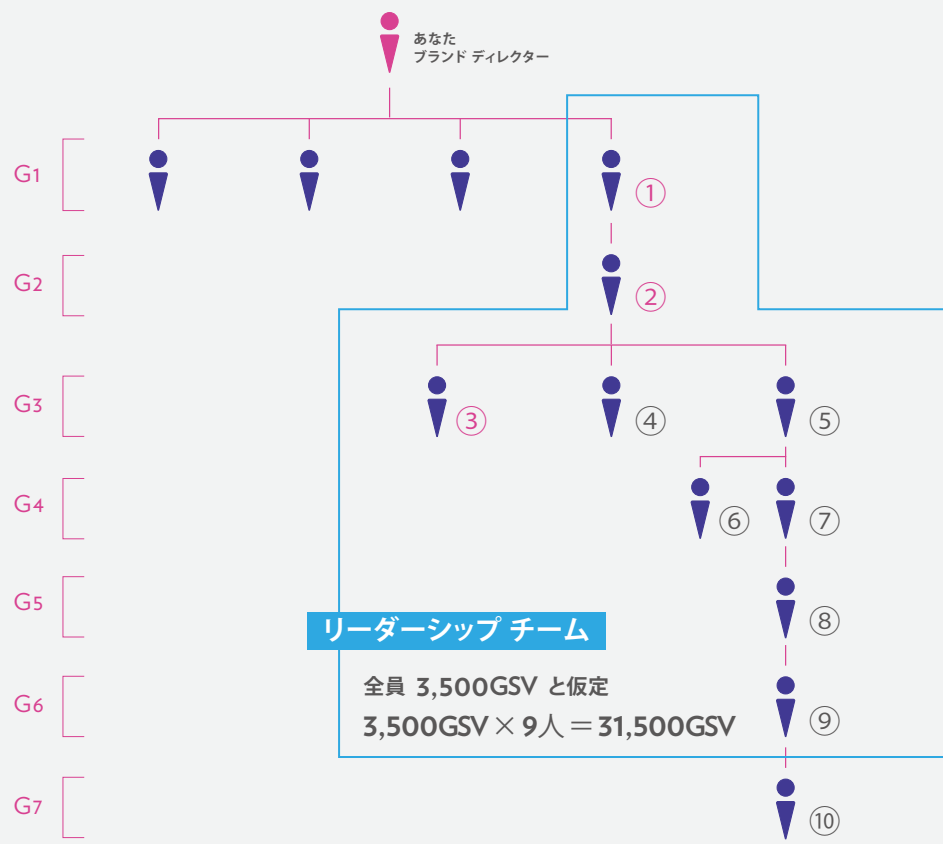 あなた
ブランド ディレクター
G1
①
G2
②
G3
③
④
⑤
G4
⑥
⑦
G5
⑧
リーダーシップ チーム
全員 3,500GSV と仮定
G6
⑨
3,500GSV×9人=31,500GSV
G7
⑩